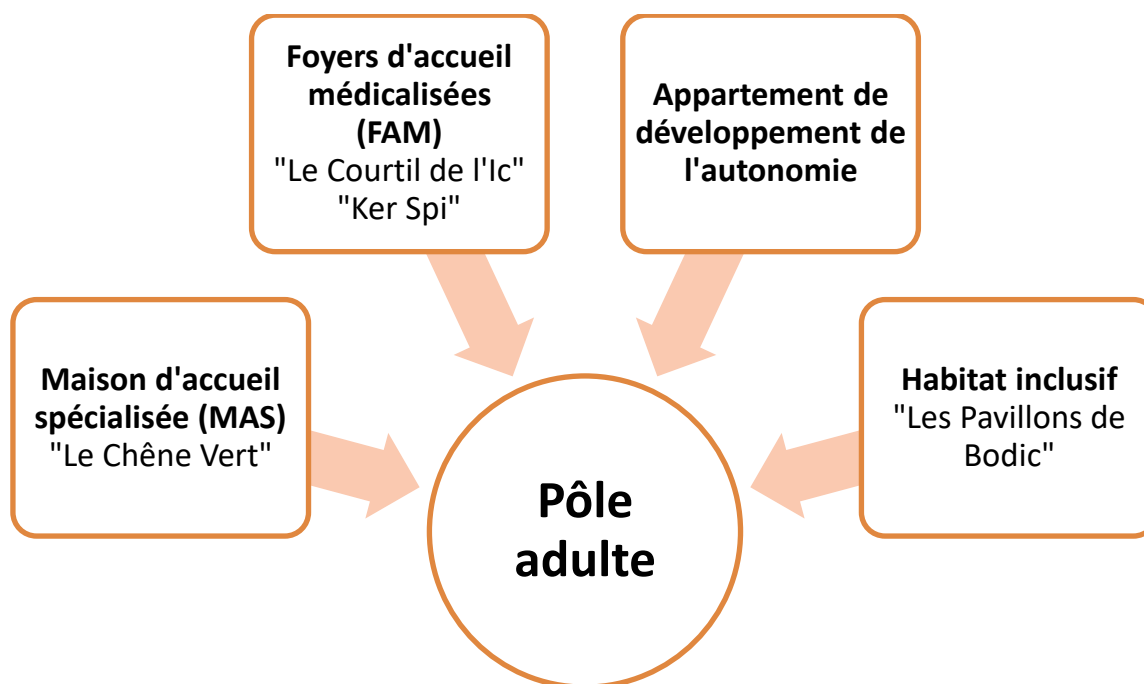 Foyers d'accueil
médicalisées
(FAM)
"Le Courtil de l'Ic"
"Ker Spi"
Appartement de
développement de
l'autonomie
Maison d'accueil
spécialisée (MAS)
"Le Chêne Vert"
Habitat inclusif
"Les Pavillons de
Bodic"
Pôle
adulte